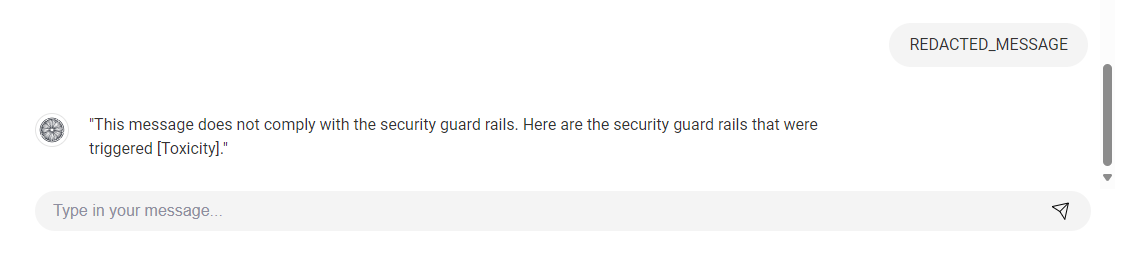 REDACTED_MESSAGE
"This message does not comply with the security guard rails. Here are the security guard rails that were
triggered [Toxicity]."
Type in your message...